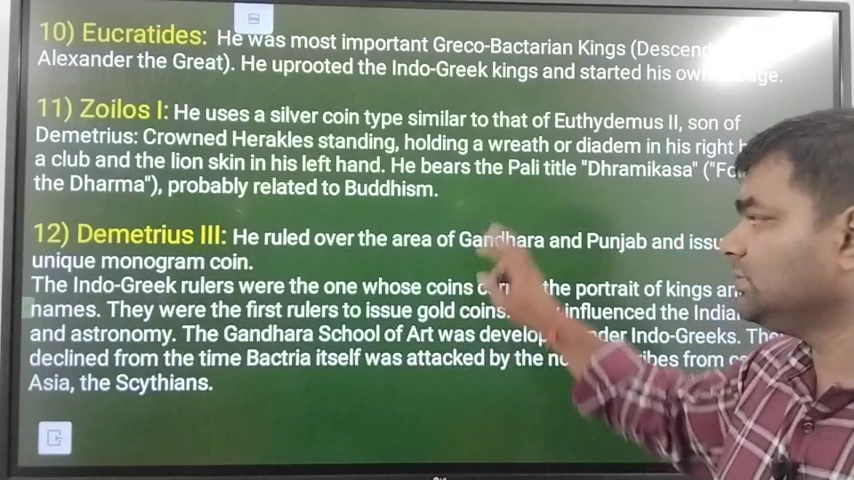 10) Eucratides: He was most important Greco-Bactarian Kings (Descend
Alexander the Great). He uprooted the Indo-Greek kings and started his own age.
11) Zoilos I: He uses a silver coin type similar to that of Euthydemus II, son of
Demetrius: Crowned Herakles standing, holding a wreath or diadem in his right
a club and the lion skin in his left hand. He bears the Pali title "Dhramikasa" ("Fo
the Dharma"), probably related to Buddhism.
12) Demetrius III: He ruled over the area of Gandhara and Punjab and issu
unique monogram coin.
The Indo-Greek rulers were the one whose coins the portrait of kings an
names. They were the first rulers to issue gold coins. influenced the India
and astronomy. The Gandhara School of Art was develop nder Indo-Greeks. The
declined from the time Bactria itself was attacked by the ribes from
Asia, the Scythians.